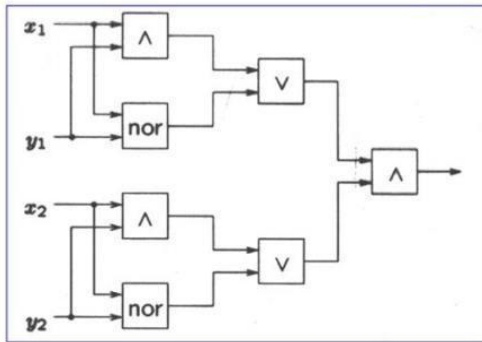 x₁
∧
∨
nor
y₁
∧
x₂
∧
∨
nor
y₂